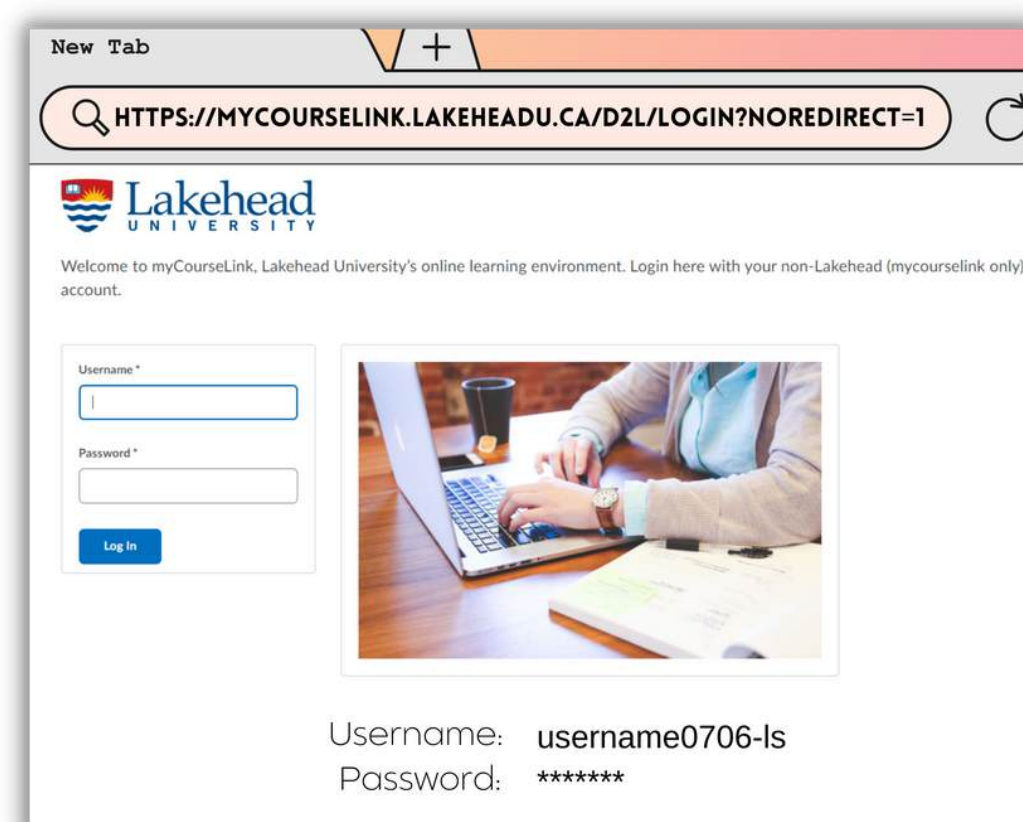 New Tab
+
HTTPS://MYCOURSELINK.LAKEHEADU.CA/D2L/LOGIN?NOREDIRECT=1
Lakehead
UNIVERSITY
Welcome to myCourseLink, Lakehead University's online learning environment. Login here with your non-Lakehead (mycourselink only)
account.
Username *
Password *
Log In
Username: username0706-ls
Password: *******